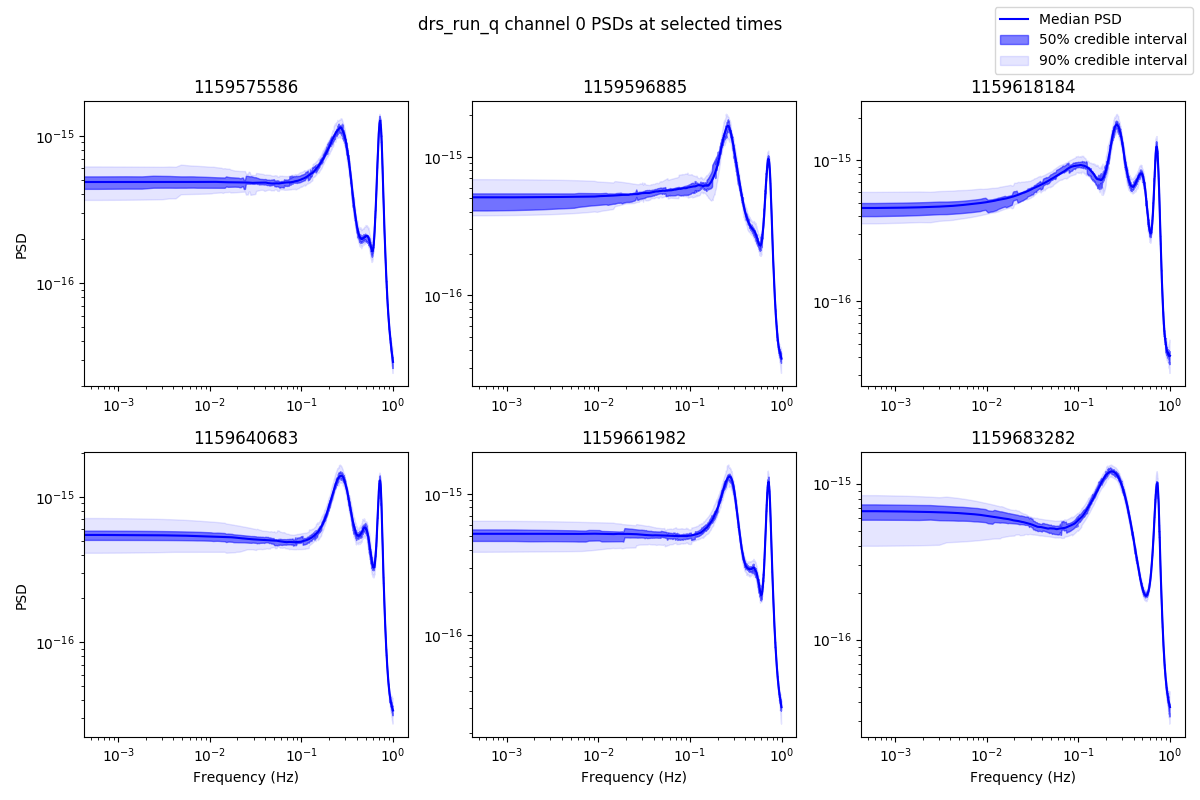 drs_run_q channel 0 PSDs at selected times
Median PSD
50% credible interval
90% credible interval
1159575586
1159596885
1159618184
PSD
10⁻¹⁵
10⁻¹⁶
10⁻¹⁵
10⁻¹⁶
10⁻¹⁵
10⁻¹⁶
10⁻³ 10⁻² 10⁻¹ 10⁰
10⁻³ 10⁻² 10⁻¹ 10⁰
10⁻³ 10⁻² 10⁻¹ 10⁰
1159640683
1159661982
1159683282
PSD
10⁻¹⁵
10⁻¹⁶
10⁻¹⁵
10⁻¹⁶
10⁻¹⁵
10⁻¹⁶
10⁻³ 10⁻² 10⁻¹ 10⁰
10⁻³ 10⁻² 10⁻¹ 10⁰
10⁻³ 10⁻² 10⁻¹ 10⁰
Frequency (Hz)
Frequency (Hz)
Frequency (Hz)